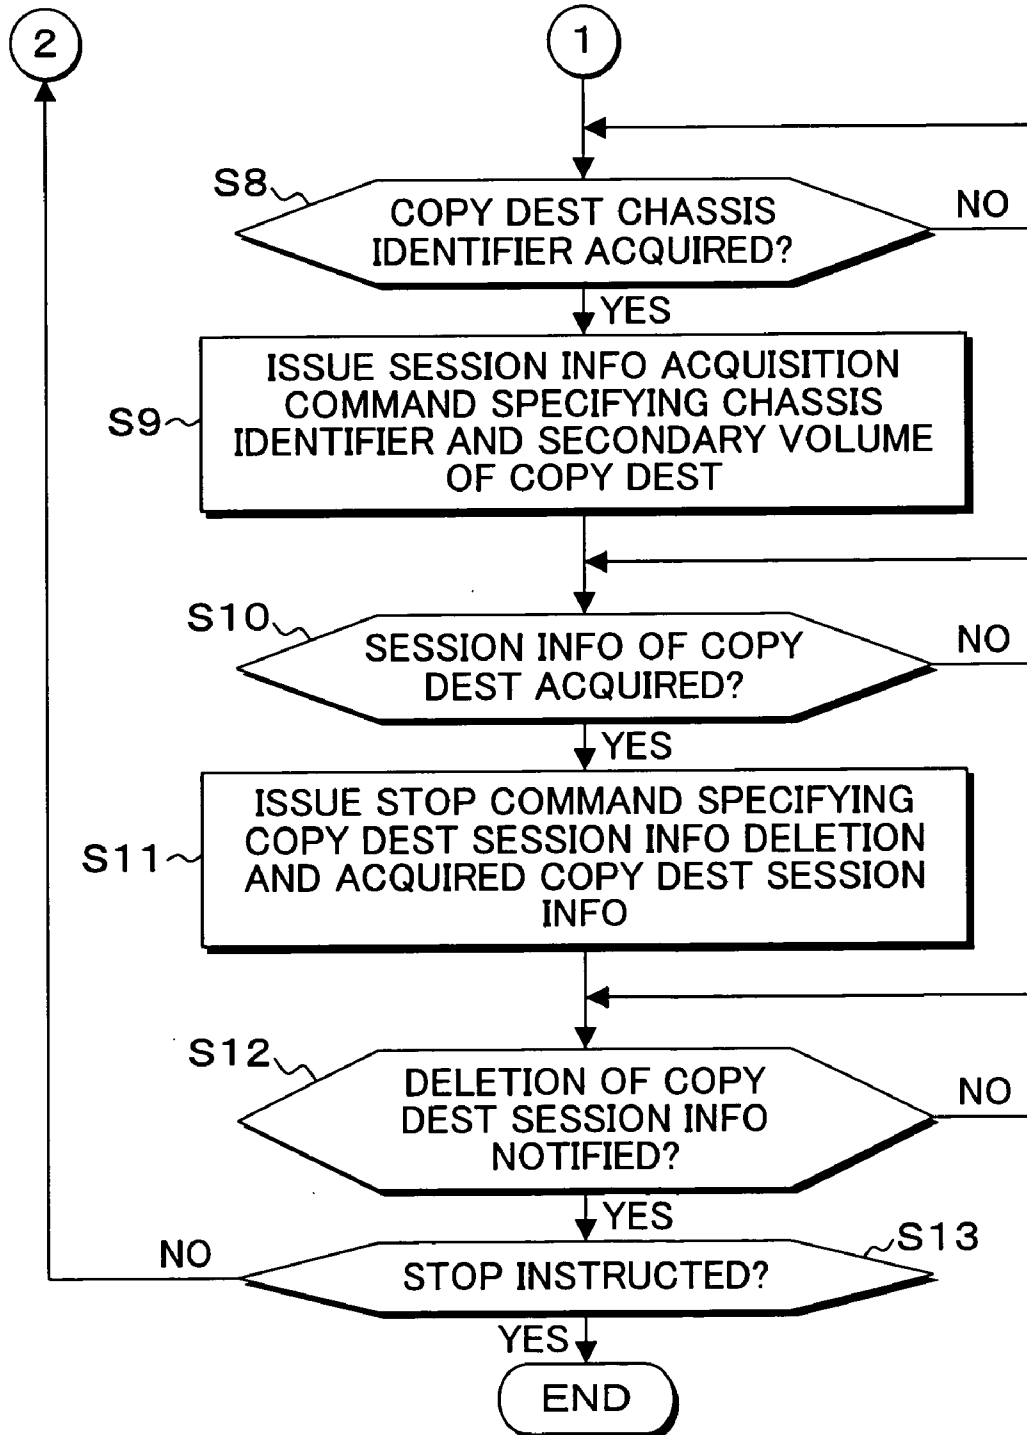 2
1
S8
COPY DEST CHASSIS
IDENTIFIER ACQUIRED?
NO
YES
S9
ISSUE SESSION INFO ACQUISITION
COMMAND SPECIFYING CHASSIS
IDENTIFIER AND SECONDARY VOLUME
OF COPY DEST
S10
SESSION INFO OF COPY
DEST ACQUIRED?
NO
YES
S11
ISSUE STOP COMMAND SPECIFYING
COPY DEST SESSION INFO DELETION
AND ACQUIRED COPY DEST SESSION
INFO
S12
DELETION OF COPY
DEST SESSION INFO
NOTIFIED?
NO
YES
S13
STOP INSTRUCTED?
NO
YES
END